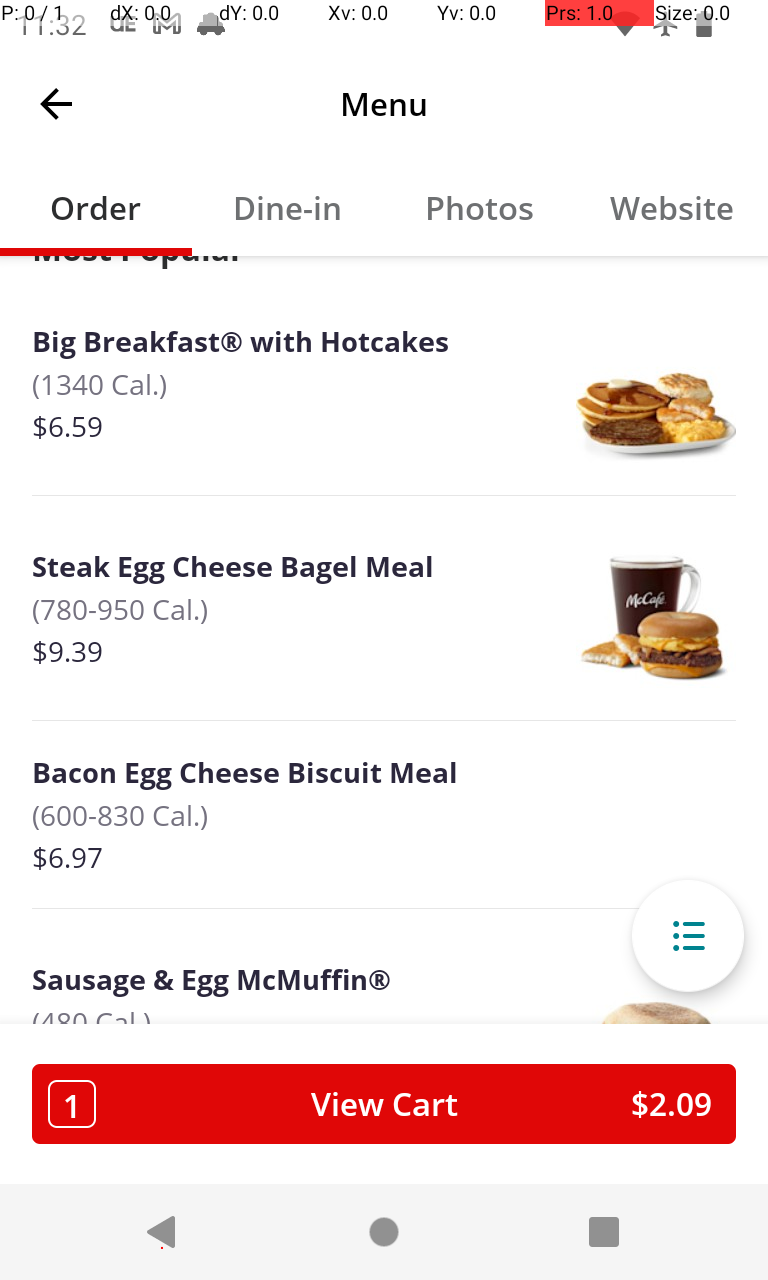 P: 0 / 1 dX: 0.0 dY: 0.0 Xv: 0.0 Yv: 0.0 Prs: 1.0 Size: 0.0
11:32
Menu
Order Dine-in Photos Website
Most Popular
Big Breakfast® with Hotcakes
(1340 Cal.)
$6.59
Steak Egg Cheese Bagel Meal
(780-950 Cal.)
$9.39
McCafé
Bacon Egg Cheese Biscuit Meal
(600-830 Cal.)
$6.97
Sausage & Egg McMuffin®
(480 Cal.)
1 View Cart $2.09